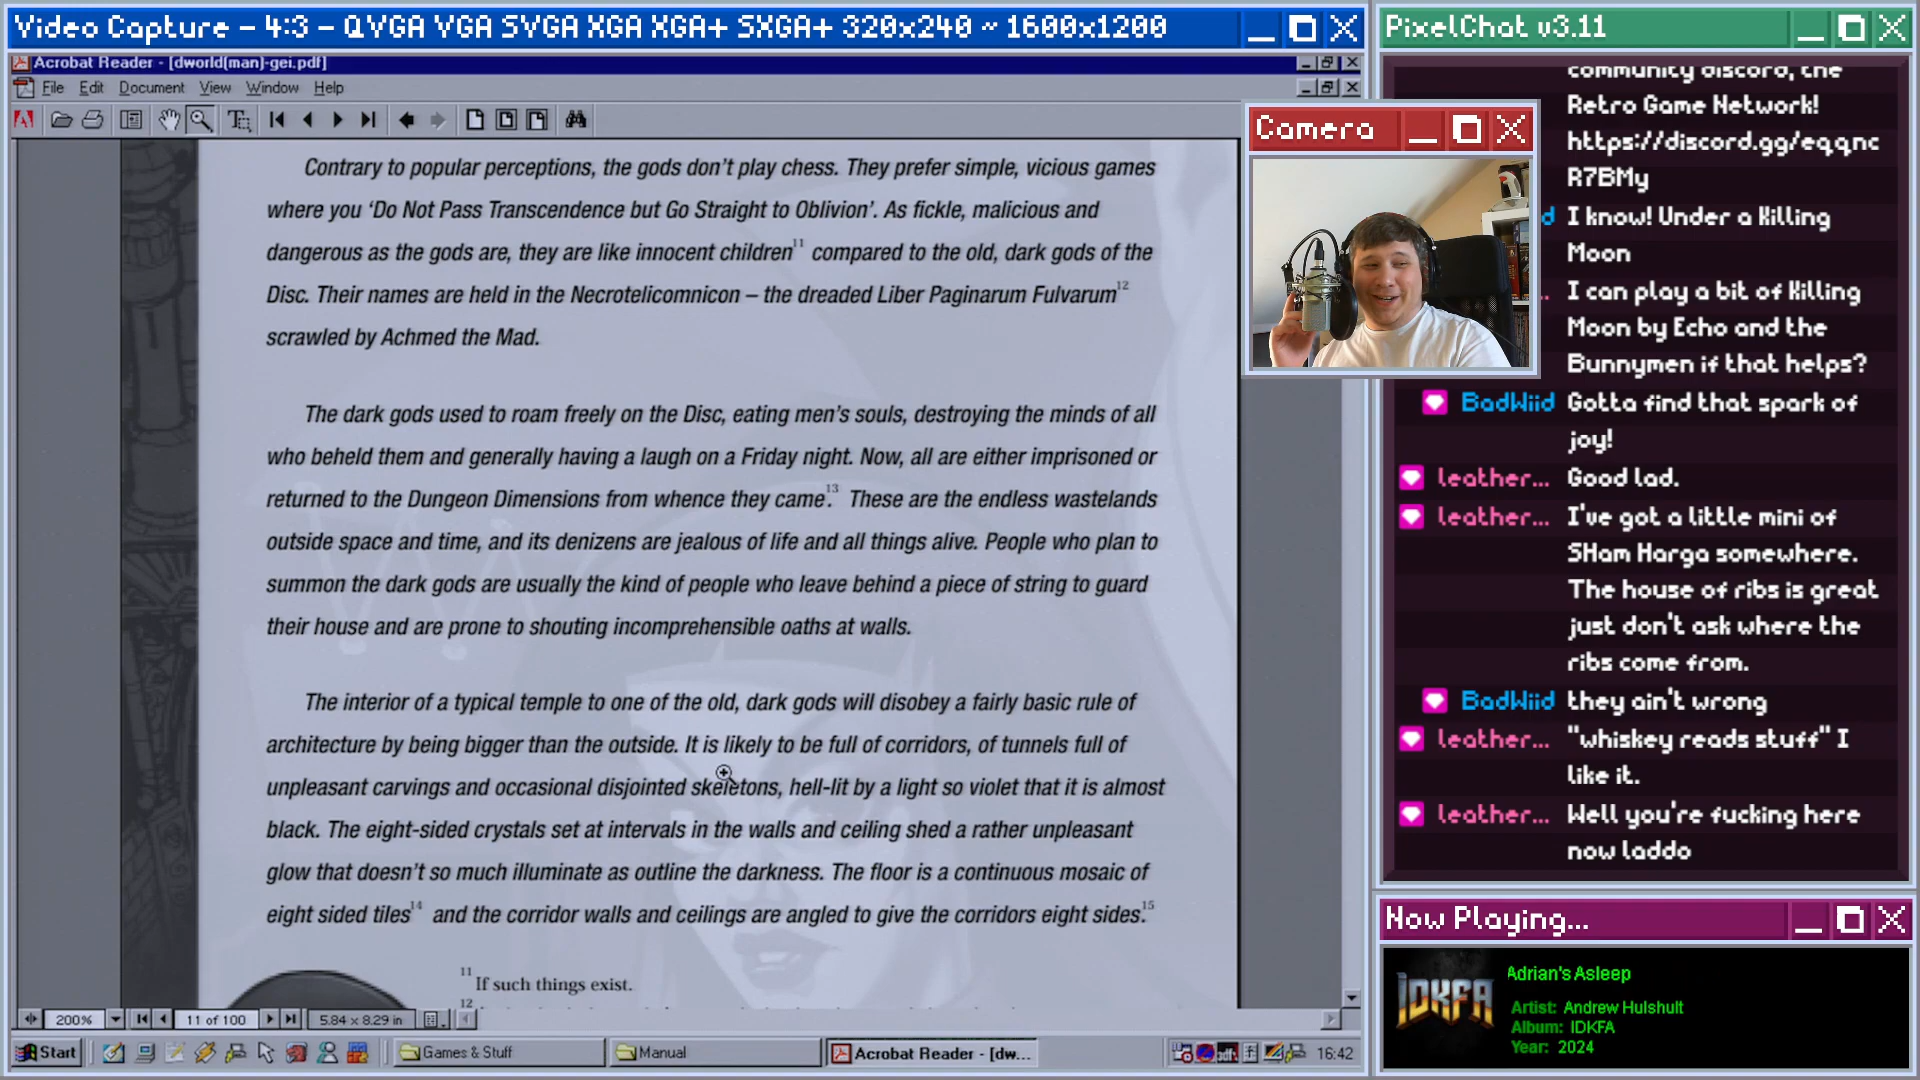 Video Capture - 4:3 - QVGA VGA SVGA XGA XGA+ SXGA+ 320x240 ~ 1600x1200
Acrobat Reader - [dworld(man)-gei.pdf]
File Edit Document View Window Help
Contrary to popular perceptions, the gods don't play chess. They prefer simple, vicious games
where you 'Do Not Pass Transcendence but Go Straight to Oblivion'. As fickle, malicious and
dangerous as the gods are, they are like innocent children11 compared to the old, dark gods of the
Disc. Their names are held in the Necrotelicomnicon – the dreaded Liber Paginarum Fulvarum12
scrawled by Achmed the Mad.
The dark gods used to roam freely on the Disc, eating men's souls, destroying the minds of all
who beheld them and generally having a laugh on a Friday night. Now, all are either imprisoned or
returned to the Dungeon Dimensions from whence they came.13 These are the endless wastelands
outside space and time, and its denizens are jealous of life and all things alive. People who plan to
summon the dark gods are usually the kind of people who leave behind a piece of string to guard
their house and are prone to shouting incomprehensible oaths at walls.
The interior of a typical temple to one of the old, dark gods will disobey a fairly basic rule of
architecture by being bigger than the outside. It is likely to be full of corridors, of tunnels full of
unpleasant carvings and occasional disjointed skeletons, hell-lit by a light so violet that it is almost
black. The eight-sided crystals set at intervals in the walls and ceiling shed a rather unpleasant
glow that doesn't so much illuminate as outline the darkness. The floor is a continuous mosaic of
eight sided tiles14 and the corridor walls and ceilings are angled to give the corridors eight sides.15
11 If such things exist.
12
200% 11 of 100 5.84 x 8.29 in
Start Games & Stuff Manual Acrobat Reader - [dw... 16:42
Camera
PixelChat v3.11
community discord, the
Retro Game Network!
https://discord.gg/eqqnc
R7BMy
d I know! Under a Killing
Moon
.. I can play a bit of Killing
Moon by Echo and the
Bunnymen if that helps?
BadWiid Gotta find that spark of
joy!
leather... Good lad.
leather... I've got a little mini of
SHam Harga somewhere.
The house of ribs is great
just don't ask where the
ribs come from.
BadWiid they ain't wrong
leather... "whiskey reads stuff" I
like it.
leather... Well you're fucking here
now laddo
Now Playing...
IDKFA
Adrian's Asleep
Artist: Andrew Hulshult
Album: IDKFA
Year: 2024